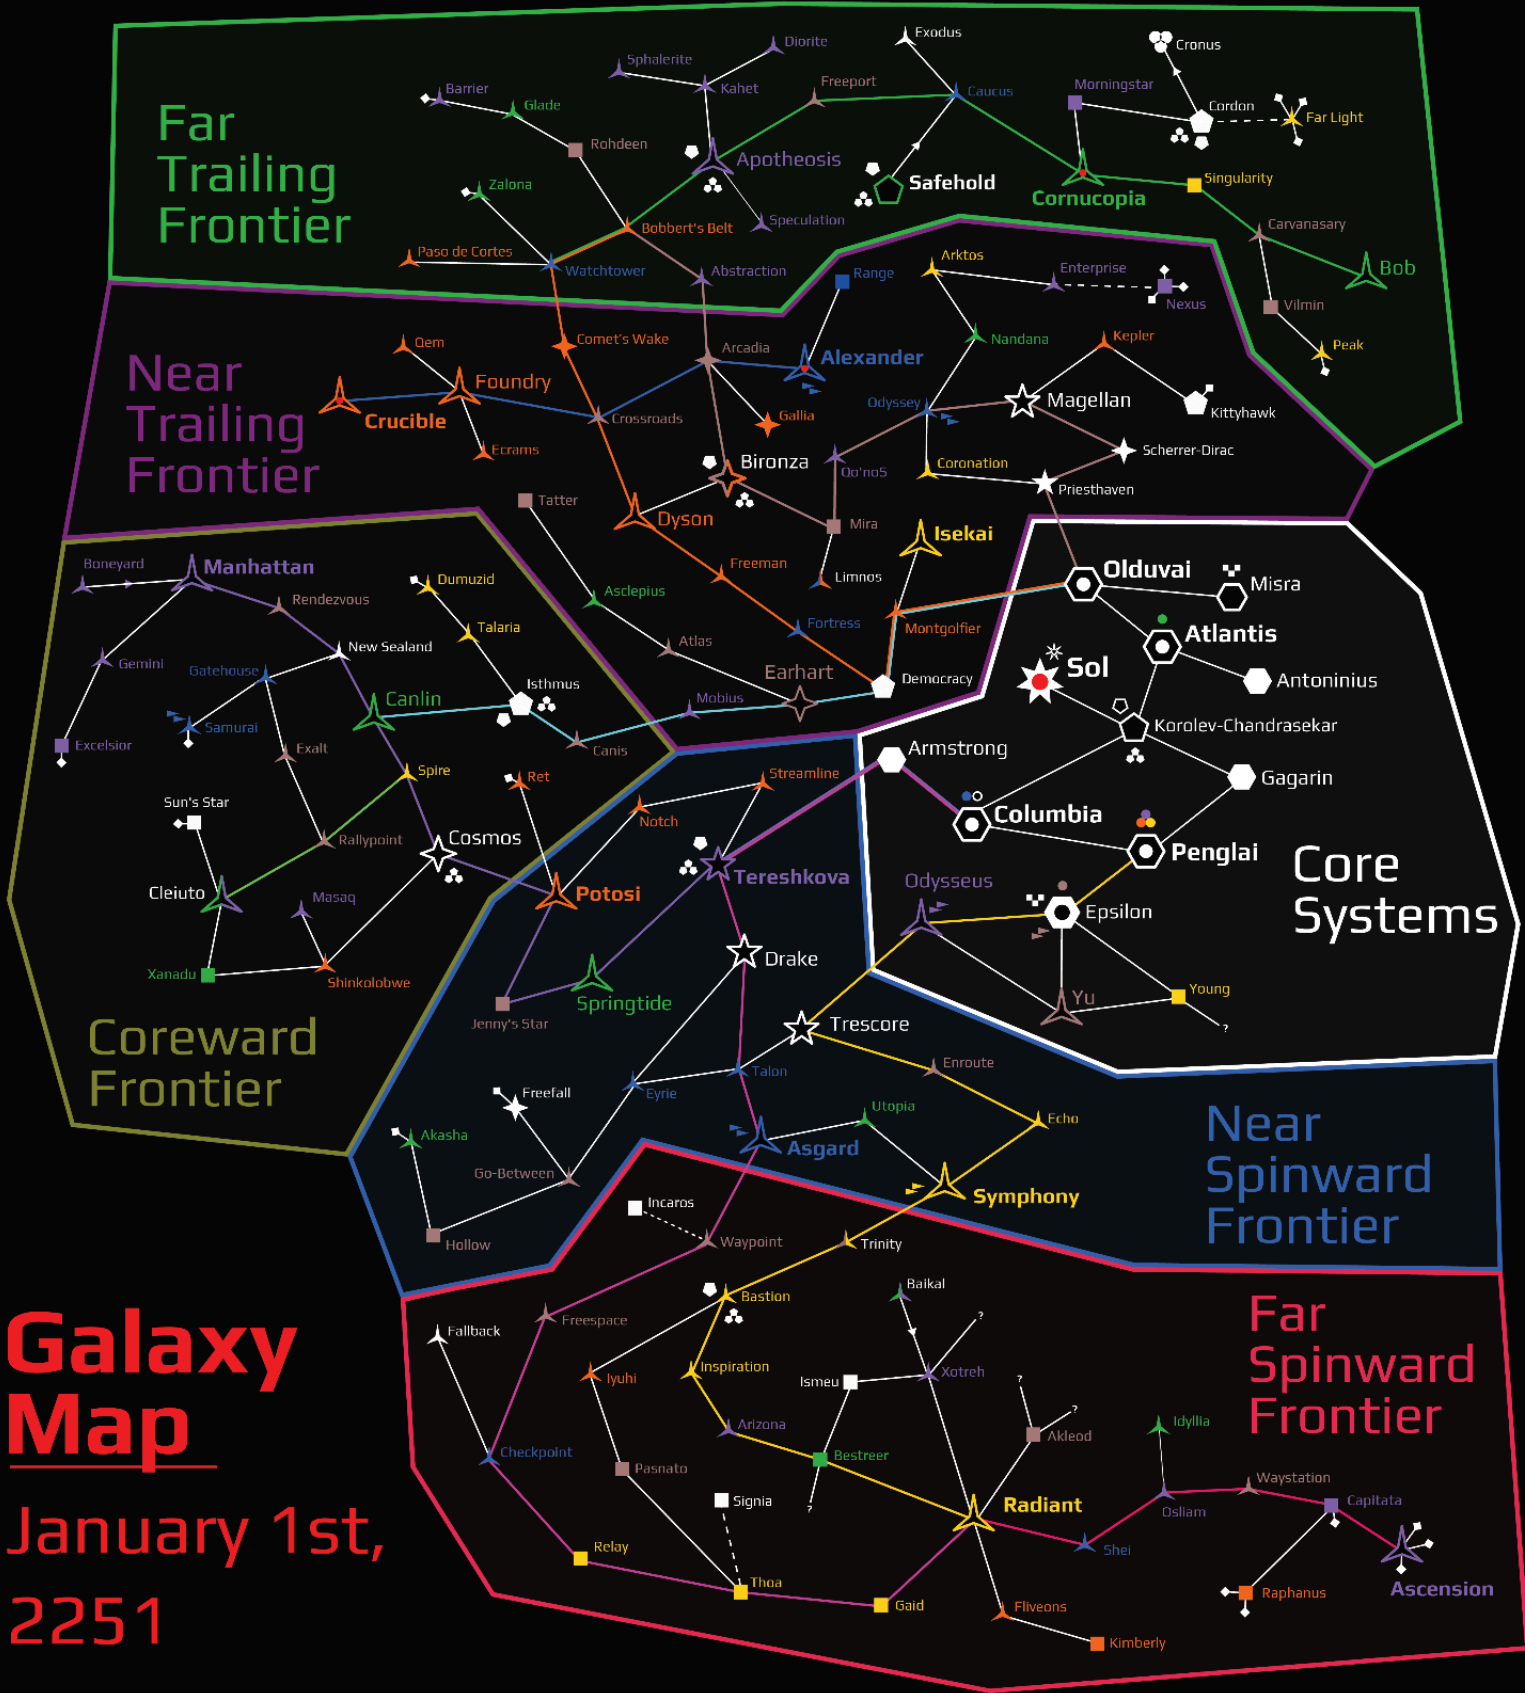 Far
Trailing
Frontier
Barrier
Glade
Rohdeen
Zalona
Paso de Cortes
Watchtower
Bobbert's Belt
Sphalerite
Diorite
Kahet
Apotheosis
Speculation
Abstraction
Freeport
Exodus
Caucus
Safehold
Morningstar
Cronus
Cordon
Far Light
Cornucopia
Singularity
Carvanasary
Bob
Vilmin
Peak
Near
Trailing
Frontier
Oem
Foundry
Crucible
Ecrams
Comet's Wake
Crossroads
Arcadia
Alexander
Range
Gallia
Arktos
Enterprise
Nexus
Nandana
Kepler
Odyssey
Magellan
Kittyhawk
Scherrer-Dirac
Coronation
Priesthaven
Qo'noS
Bironza
Mira
Limnos
Isekai
Tatter
Dyson
Freeman
Asclepius
Fortress
Montgolfier
Atlas
Earhart
Democracy
Mobius
Boneyard
Manhattan
Rendezvous
Dumuzid
Talaria
New Sealand
Gemini
Gatehouse
Canlin
Isthmus
Samurai
Excelsior
Exalt
Canis
Spire
Sun's Star
Rallypoint
Cosmos
Cleiuto
Masaq
Xanadu
Shinkolobwe
Coreward
Frontier
Olduvai
Misra
Atlantis
Sol
Antoninius
Korolev-Chandrasekar
Armstrong
Gagarin
Columbia
Penglai
Odysseus
Epsilon
Core
Systems
Yu
Young
?
Ret
Streamline
Notch
Potosi
Tereshkova
Drake
Springtide
Jenny's Star
Trescore
Enroute
Talon
Eyrie
Freefall
Akasha
Utopia
Echo
Asgard
Go-Between
Symphony
Hollow
Near
Spinward
Frontier
Incaros
Waypoint
Trinity
Bastion
Freespace
Fallback
Baikal
?
Inspiration
Iyuhi
Ismeu
Xotreh
?
?
Arizona
Akleod
Idyllia
Checkpoint
Bestreer
Pasnato
Waystation
Signia
?
Radiant
Osliam
Capitata
Relay
Shei
Thoa
Ascension
Gaid
Fliveons
Raphanus
Kimberly
Far
Spinward
Frontier
Galaxy
Map
January 1st,
2251